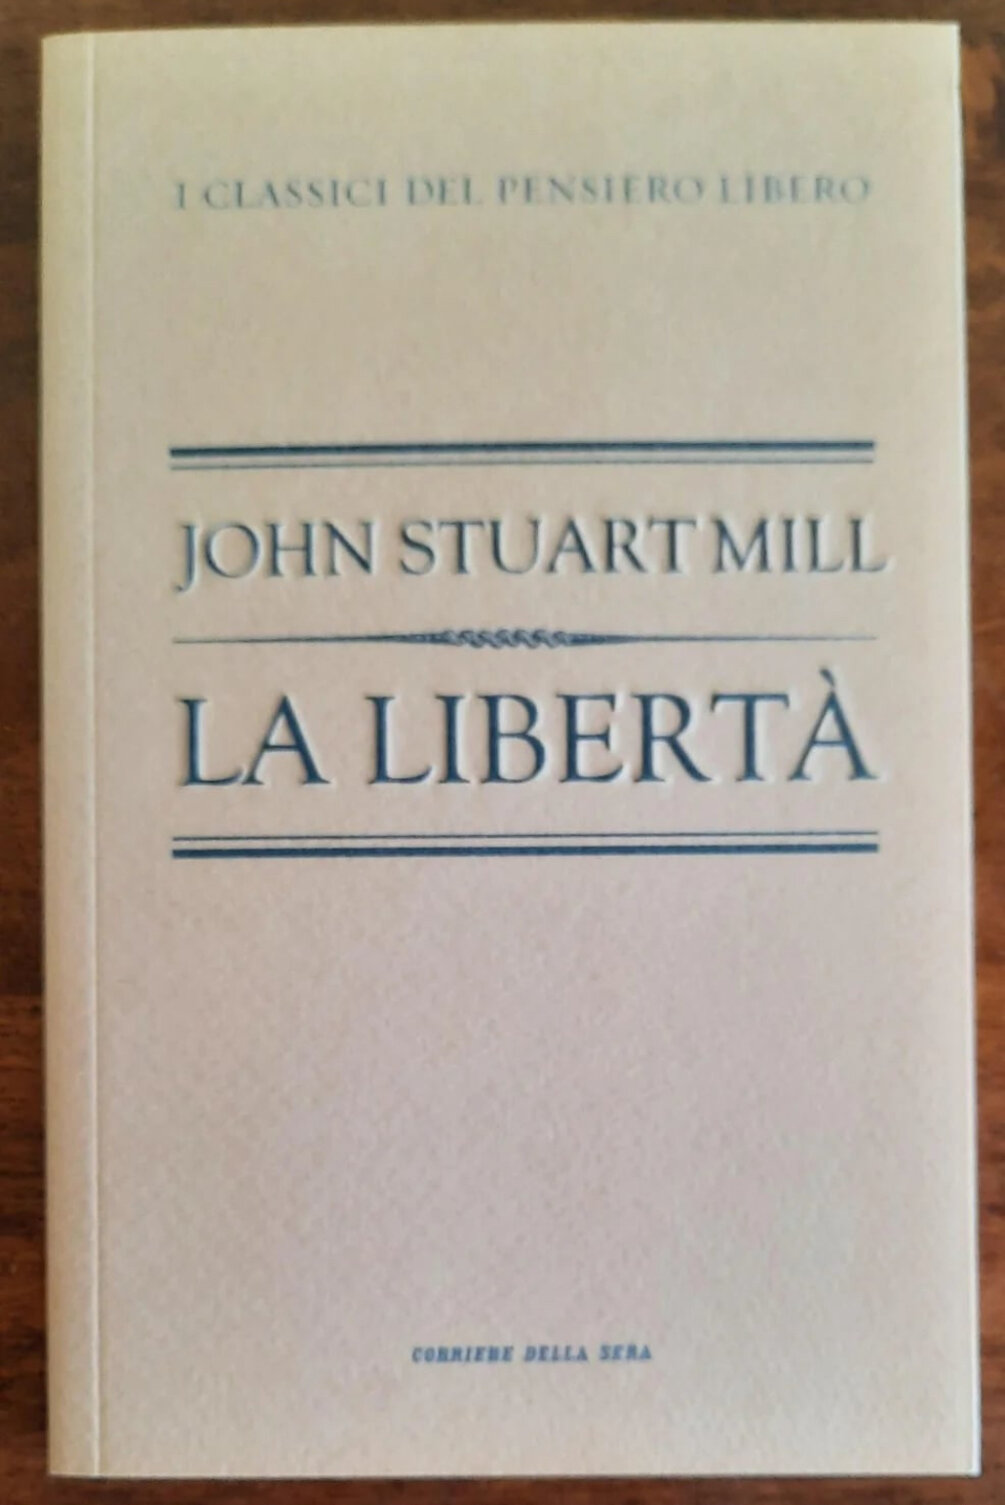 I CLASSICI DEL PENSIERO LIBERO
JOHN STUART MILL
LA LIBERTÀ
CORRIERE DELLA SERA